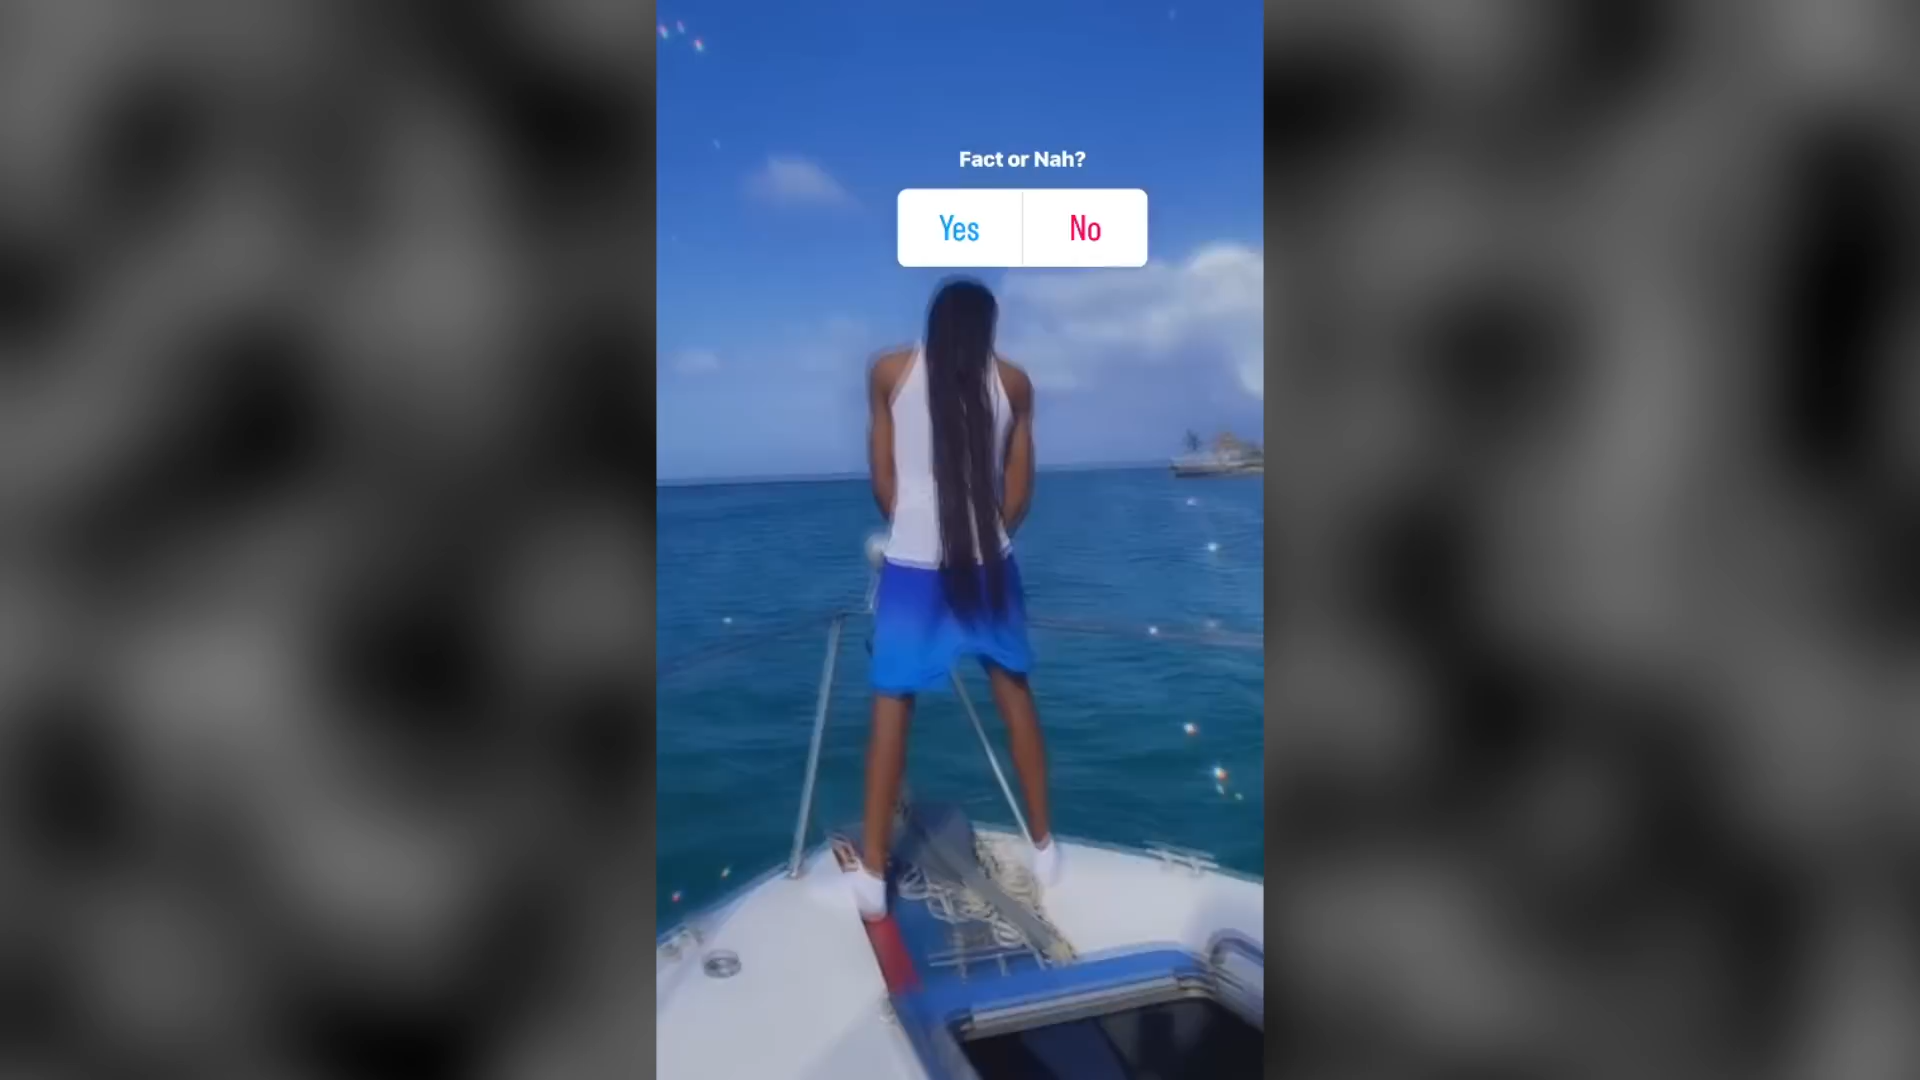 Fact or Nah?
Yes
No